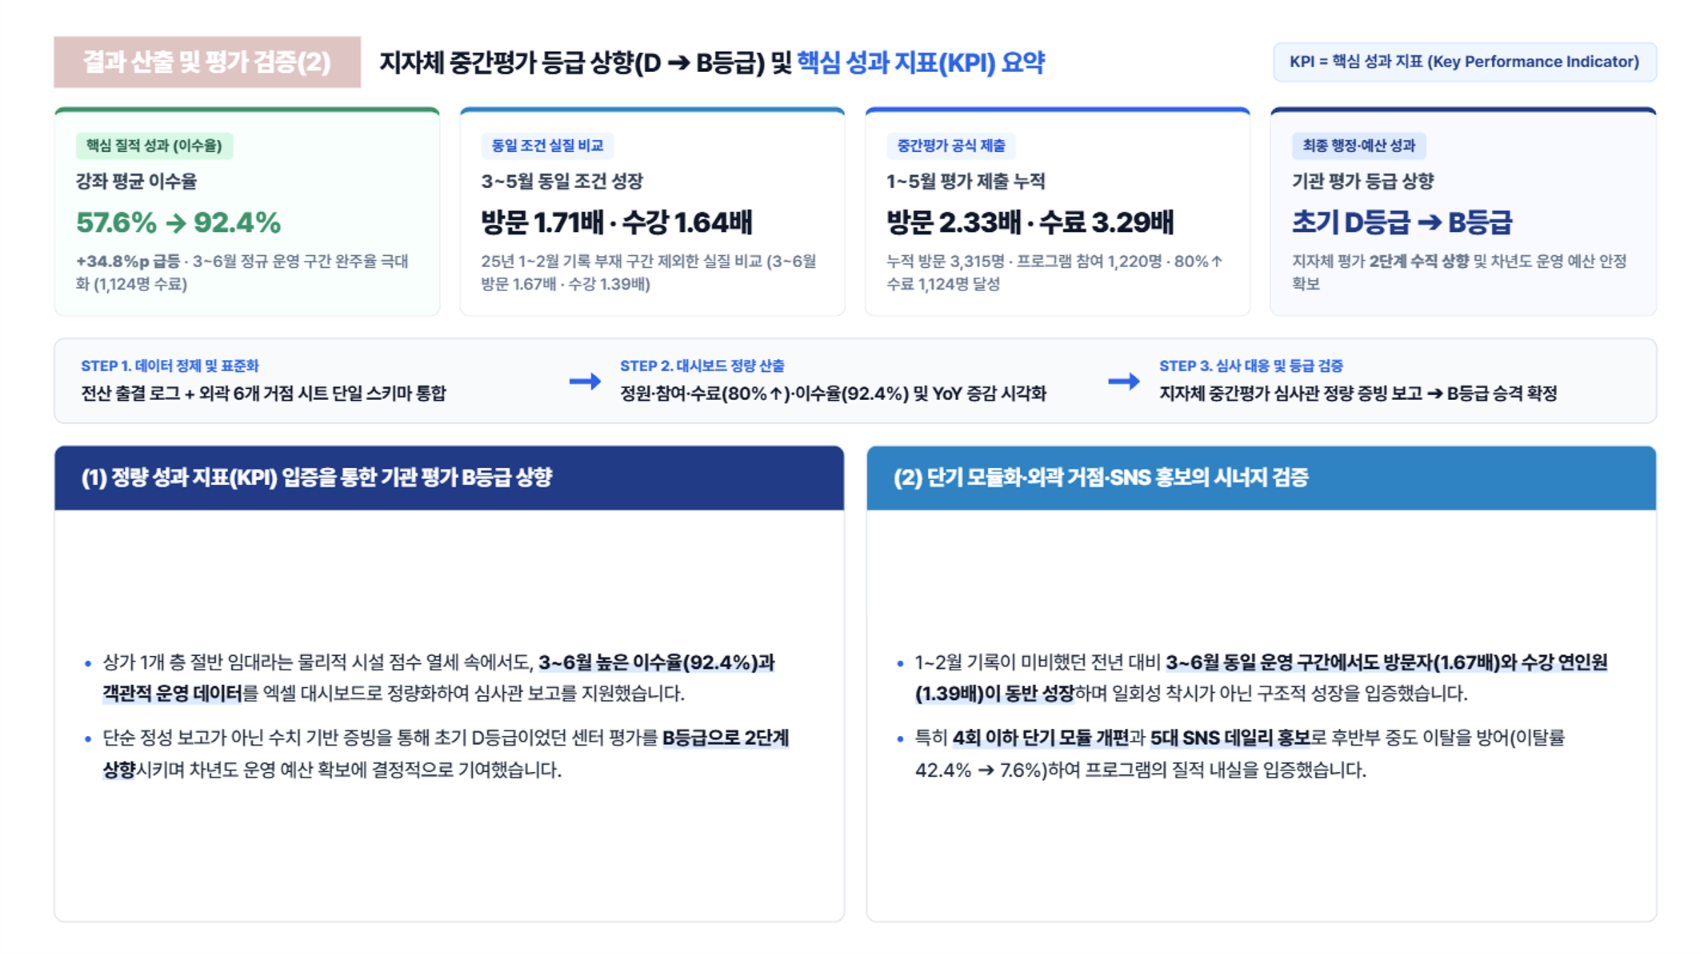 결과 산출 및 평가 검증(2)
지자체 중간평가 등급 상향(D → B등급) 및 핵심 성과 지표(KPI) 요약
KPI = 핵심 성과 지표 (Key Performance Indicator)
핵심 질적 성과 (이수율)
강좌 평균 이수율
57.6% → 92.4%
+34.8%p 급등 · 3~6월 정규 운영 구간 완주율 극대
화 (1,124명 수료)
동일 조건 실질 비교
3~5월 동일 조건 성장
방문 1.71배 · 수강 1.64배
25년 1~2월 기록 부재 구간 제외한 실질 비교 (3~6월
방문 1.67배 · 수강 1.39배)
중간평가 공식 제출
1~5월 평가 제출 누적
방문 2.33배 · 수료 3.29배
누적 방문 3,315명 · 프로그램 참여 1,220명 · 80%↑
수료 1,124명 달성
최종 행정·예산 성과
기관 평가 등급 상향
초기 D등급 → B등급
지자체 평가 2단계 수직 상향 및 차년도 운영 예산 안정
확보
STEP 1. 데이터 정제 및 표준화
전산 출결 로그 + 외곽 6개 거점 시트 단일 스키마 통합
→
STEP 2. 대시보드 정량 산출
정원·참여·수료(80%↑)·이수율(92.4%) 및 YoY 증감 시각화
→
STEP 3. 심사 대응 및 등급 검증
지자체 중간평가 심사관 정량 증빙 보고 → B등급 승격 확정
(1) 정량 성과 지표(KPI) 입증을 통한 기관 평가 B등급 상향
• 상가 1개 층 절반 임대라는 물리적 시설 점수 열세 속에서도, 3~6월 높은 이수율(92.4%)과
객관적 운영 데이터를 엑셀 대시보드로 정량화하여 심사관 보고를 지원했습니다.
• 단순 정성 보고가 아닌 수치 기반 증빙을 통해 초기 D등급이었던 센터 평가를 B등급으로 2단계
상향시키며 차년도 운영 예산 확보에 결정적으로 기여했습니다.
(2) 단기 모듈화·외곽 거점·SNS 홍보의 시너지 검증
• 1~2월 기록이 미비했던 전년 대비 3~6월 동일 운영 구간에서도 방문자(1.67배)와 수강 연인원
(1.39배)이 동반 성장하며 일회성 착시가 아닌 구조적 성장을 입증했습니다.
• 특히 4회 이하 단기 모듈 개편과 5대 SNS 데일리 홍보로 후반부 중도 이탈을 방어(이탈률
42.4% → 7.6%)하여 프로그램의 질적 내실을 입증했습니다.